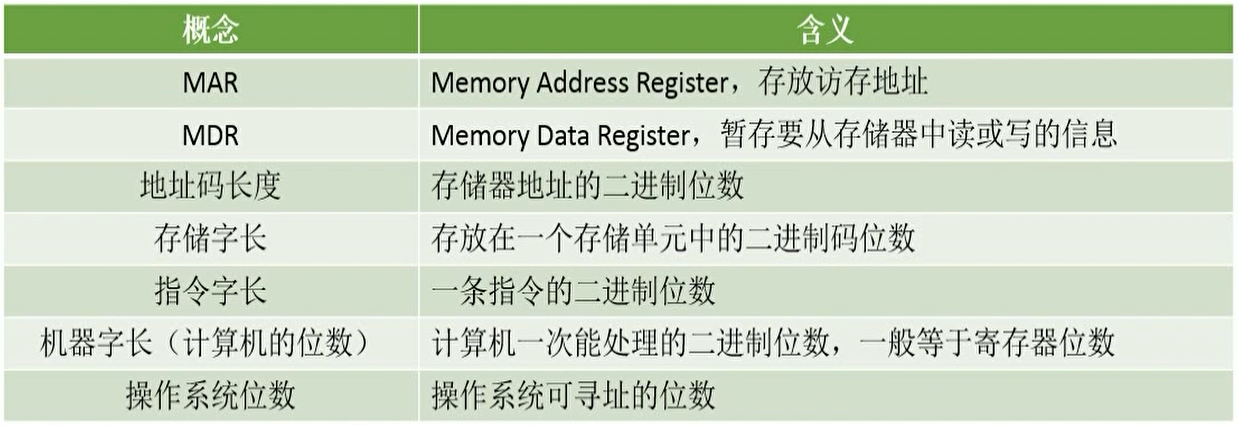 概念 含义
MAR Memory Address Register，存放访存地址
MDR Memory Data Register，暂存要从存储器中读或写的信息
地址码长度 存储器地址的二进制位数
存储字长 存放在一个存储单元中的二进制码位数
指令字长 一条指令的二进制位数
机器字长（计算机的位数） 计算机一次能处理的二进制位数，一般等于寄存器位数
操作系统位数 操作系统可寻址的位数